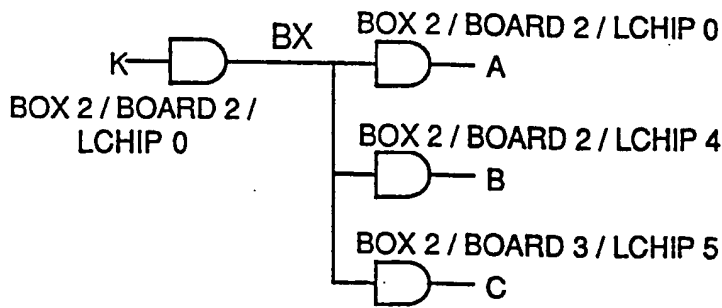 BX
BOX 2 / BOARD 2 / LCHIP 0
K
A
BOX 2 / BOARD 2 /
LCHIP 0
BOX 2 / BOARD 2 / LCHIP 4
B
BOX 2 / BOARD 3 / LCHIP 5
C